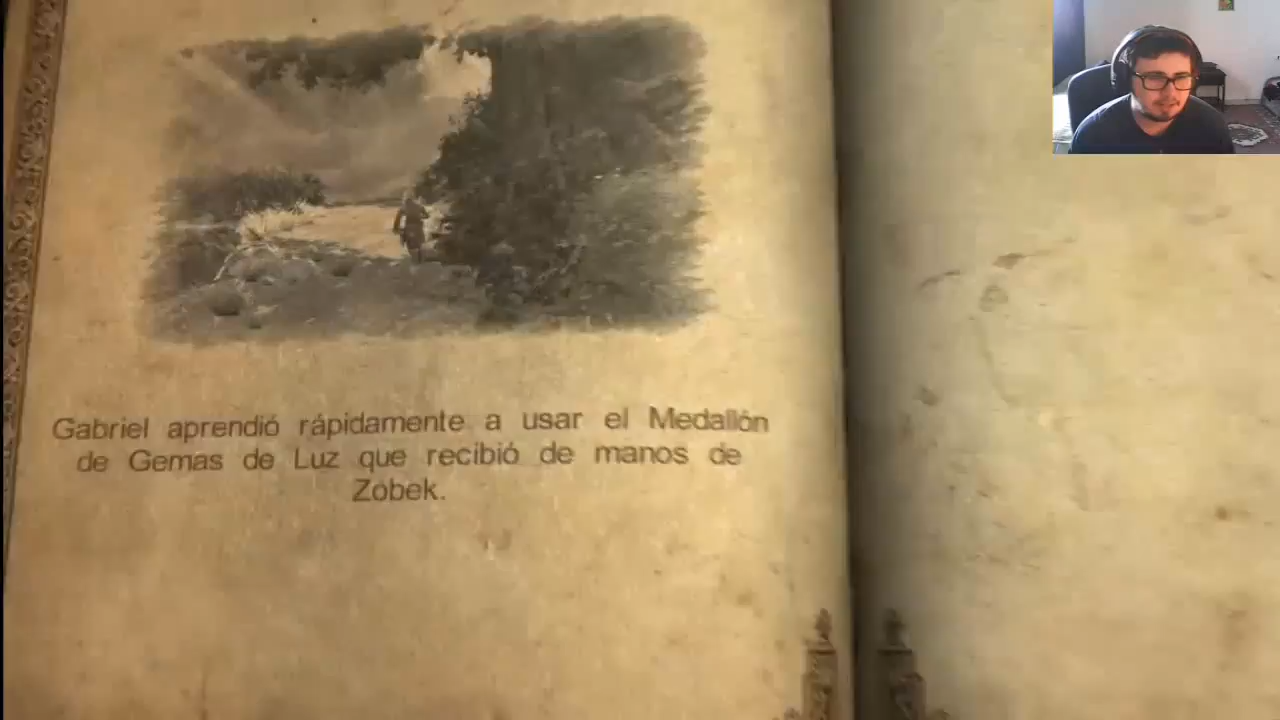 Gabriel aprendió rápidamente a usar el Medallón
de Gemas de Luz que recibió de manos de
Zobek.